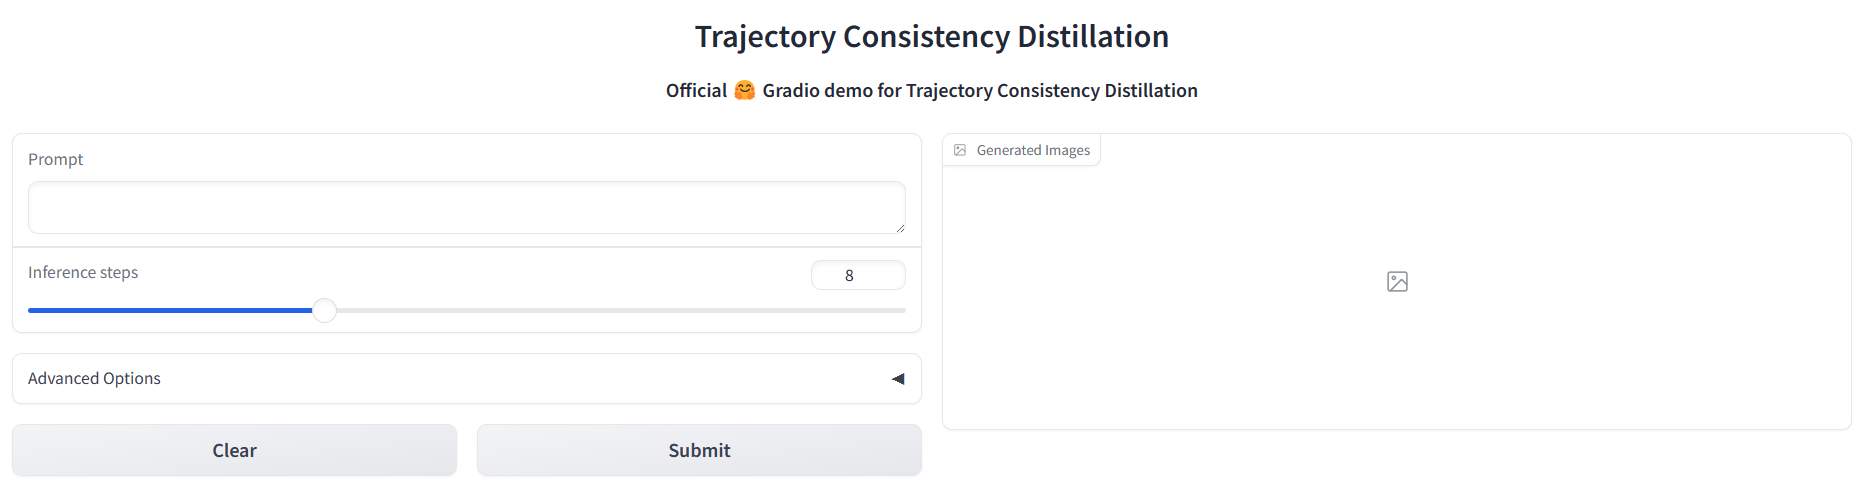 Trajectory Consistency Distillation
Official 🤗 Gradio demo for Trajectory Consistency Distillation
Prompt
Inference steps
8
Advanced Options
Clear
Submit
Generated Images